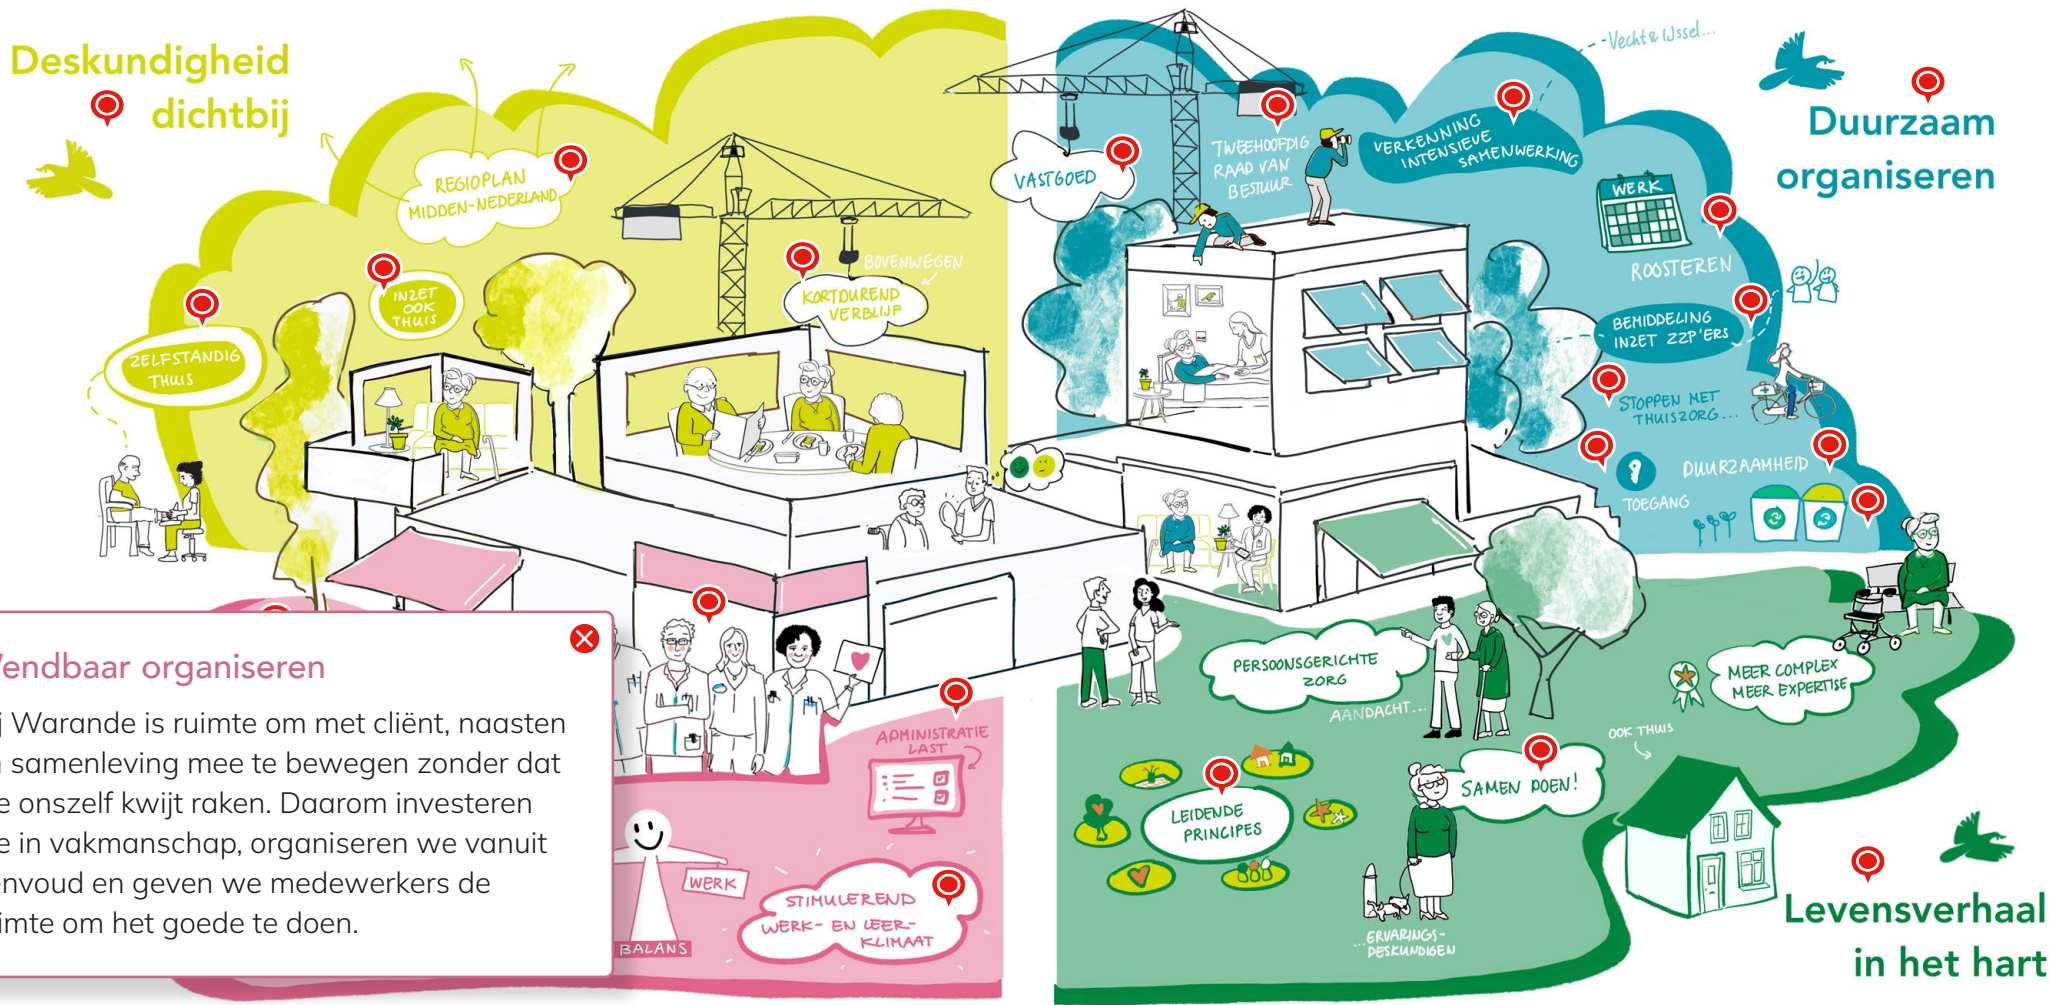 Deskundigheid
dichtbij
REGIOPLAN
MIDDEN-NEDERLAND
INZET
OOK
THUIS
ZELFSTANDIG
THUIS
BOVENWEGEN
KORTDUREND
VERBLIJF
VASTGOED
TWEEHOOFDIG
RAAD VAN
BESTUUR
VERKENNING
INTENSIEVE
SAMENWERKING
Vecht & IJssel...
Duurzaam
organiseren
WERK
ROOSTEREN
BEMIDDELING
INZET ZZP'ERS
STOPPEN MET
THUISZORG...
DUURZAAMHEID
TOEGANG
endbaar organiseren
j Warande is ruimte om met cliënt, naasten
samenleving mee te bewegen zonder dat
e onszelf kwijt raken. Daarom investeren
e in vakmanschap, organiseren we vanuit
envoud en geven we medewerkers de
imte om het goede te doen.
ADMINISTRATIE
LAST
WERK
BALANS
STIMULEREND
WERK- EN LEER-
KLIMAAT
PERSOONSGERICHTE
ZORG
AANDACHT...
MEER COMPLEX
MEER EXPERTISE
OOK THUIS
SAMEN DOEN!
LEIDENDE
PRINCIPES
...ERVARINGS-
DESKUNDIGEN
Levensverhaal
in het hart